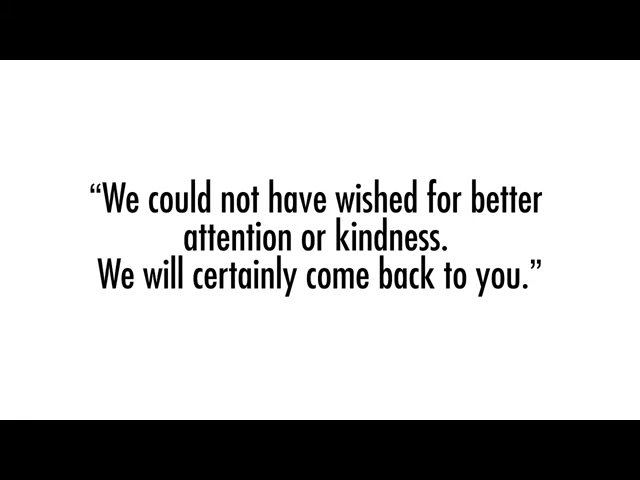 “We could not have wished for better
attention or kindness.
We will certainly come back to you.”